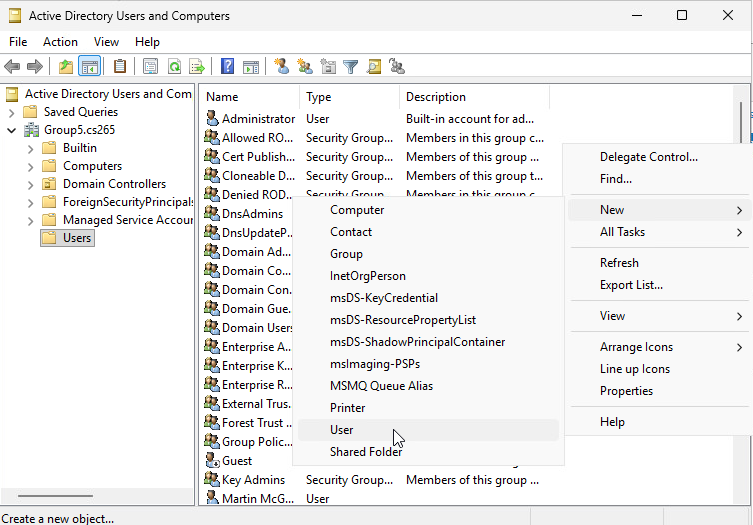 Active Directory Users and Computers
File Action View Help
Active Directory Users and Com
Saved Queries
Group5.cs265
Builtin
Computers
Domain Controllers
ForeignSecurityPrincipals
Managed Service Accour
Users
Name Type Description
Administrator User Built-in account for ad...
Allowed RO... Security Group... Members in this group c...
Cert Publish... Security Group... Members of this group ...
Cloneable D... Security Group... Members of this group t...
Denied ROD... Security Group... Members in this group c...
DnsAdmins
DnsUpdateP...
Domain Ad...
Domain Co...
Domain Con...
Domain Gue...
Domain Users
Enterprise A...
Enterprise K...
Enterprise R...
External Trus...
Forest Trust
Group Polic...
Guest
Key Admins Security Group... Members of this group ...
Martin McG... User
Computer
Contact
Group
InetOrgPerson
msDS-KeyCredential
msDS-ResourcePropertyList
msDS-ShadowPrincipalContainer
msImaging-PSPs
MSMQ Queue Alias
Printer
User
Shared Folder
Delegate Control...
Find...
New
All Tasks
Refresh
Export List...
View
Arrange Icons
Line up Icons
Properties
Help
Create a new object...